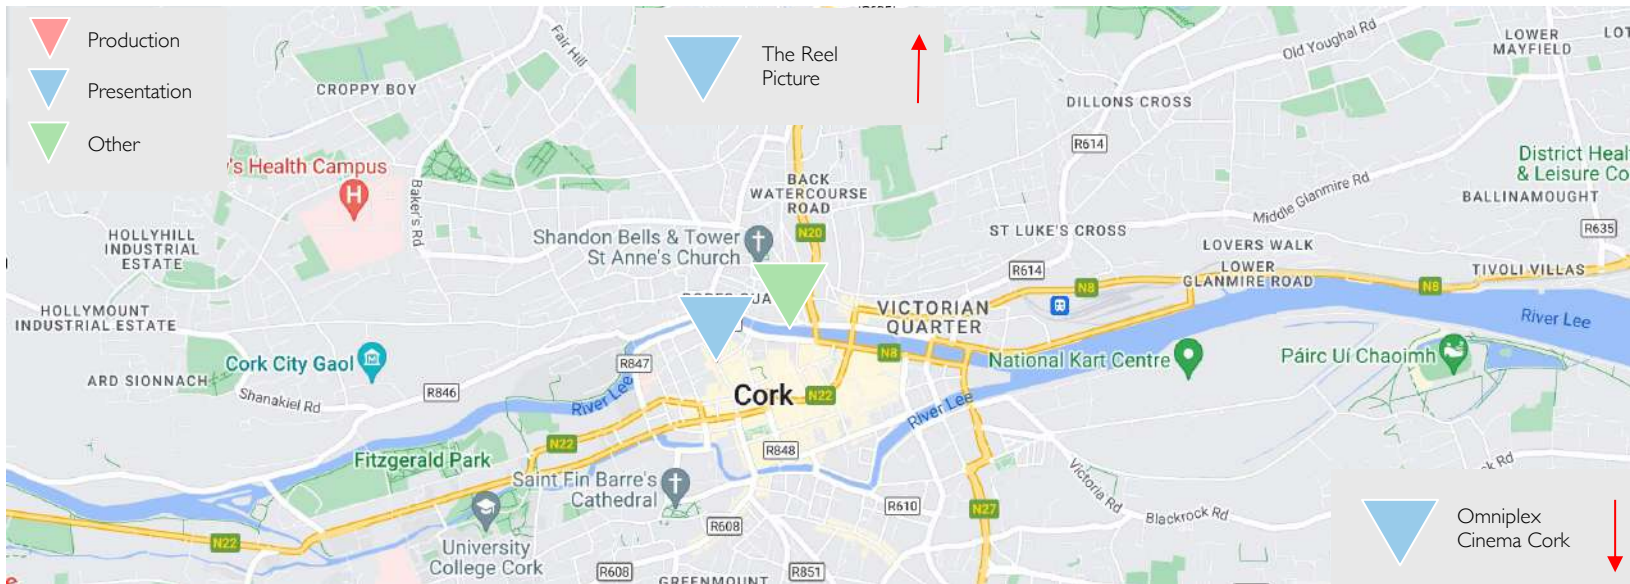 Production
Presentation
Other
The Reel
Picture
Omniplex
Cinema Cork
CROPPY BOY
Fair Hill
Old Youghal Rd
LOWER
MAYFIELD
DILLONS CROSS
R614
's Health Campus
H
Baker's Rd
BACK
WATERCOURSE
ROAD
N20
Middle Glanmire Rd
& Leisure Co
BALLINAMOUGHT
R635
HOLLYHILL
INDUSTRIAL
ESTATE
Shandon Bells & Tower
St Anne's Church
ST LUKE'S CROSS
LOVERS WALK
R614
LOWER
GLANMIRE ROAD
TIVOLI VILLAS
N8
N8
HOLLYMOUNT
INDUSTRIAL ESTATE
VICTORIAN
QUARTER
River Lee
Cork City Gaol
R847
N8
National Kart Centre
Páirc Uí Chaoimh
ARD SIONNACH
Shanakiel Rd
R846
River Lee
Cork
N22
River Lee
N22
R848
Fitzgerald Park
Saint Fin Barre's
Cathedral
Victoria Rd
R610
N27
Blackrock Rd
R608
N22
University
College Cork
R608
GREENMOUNT
R851